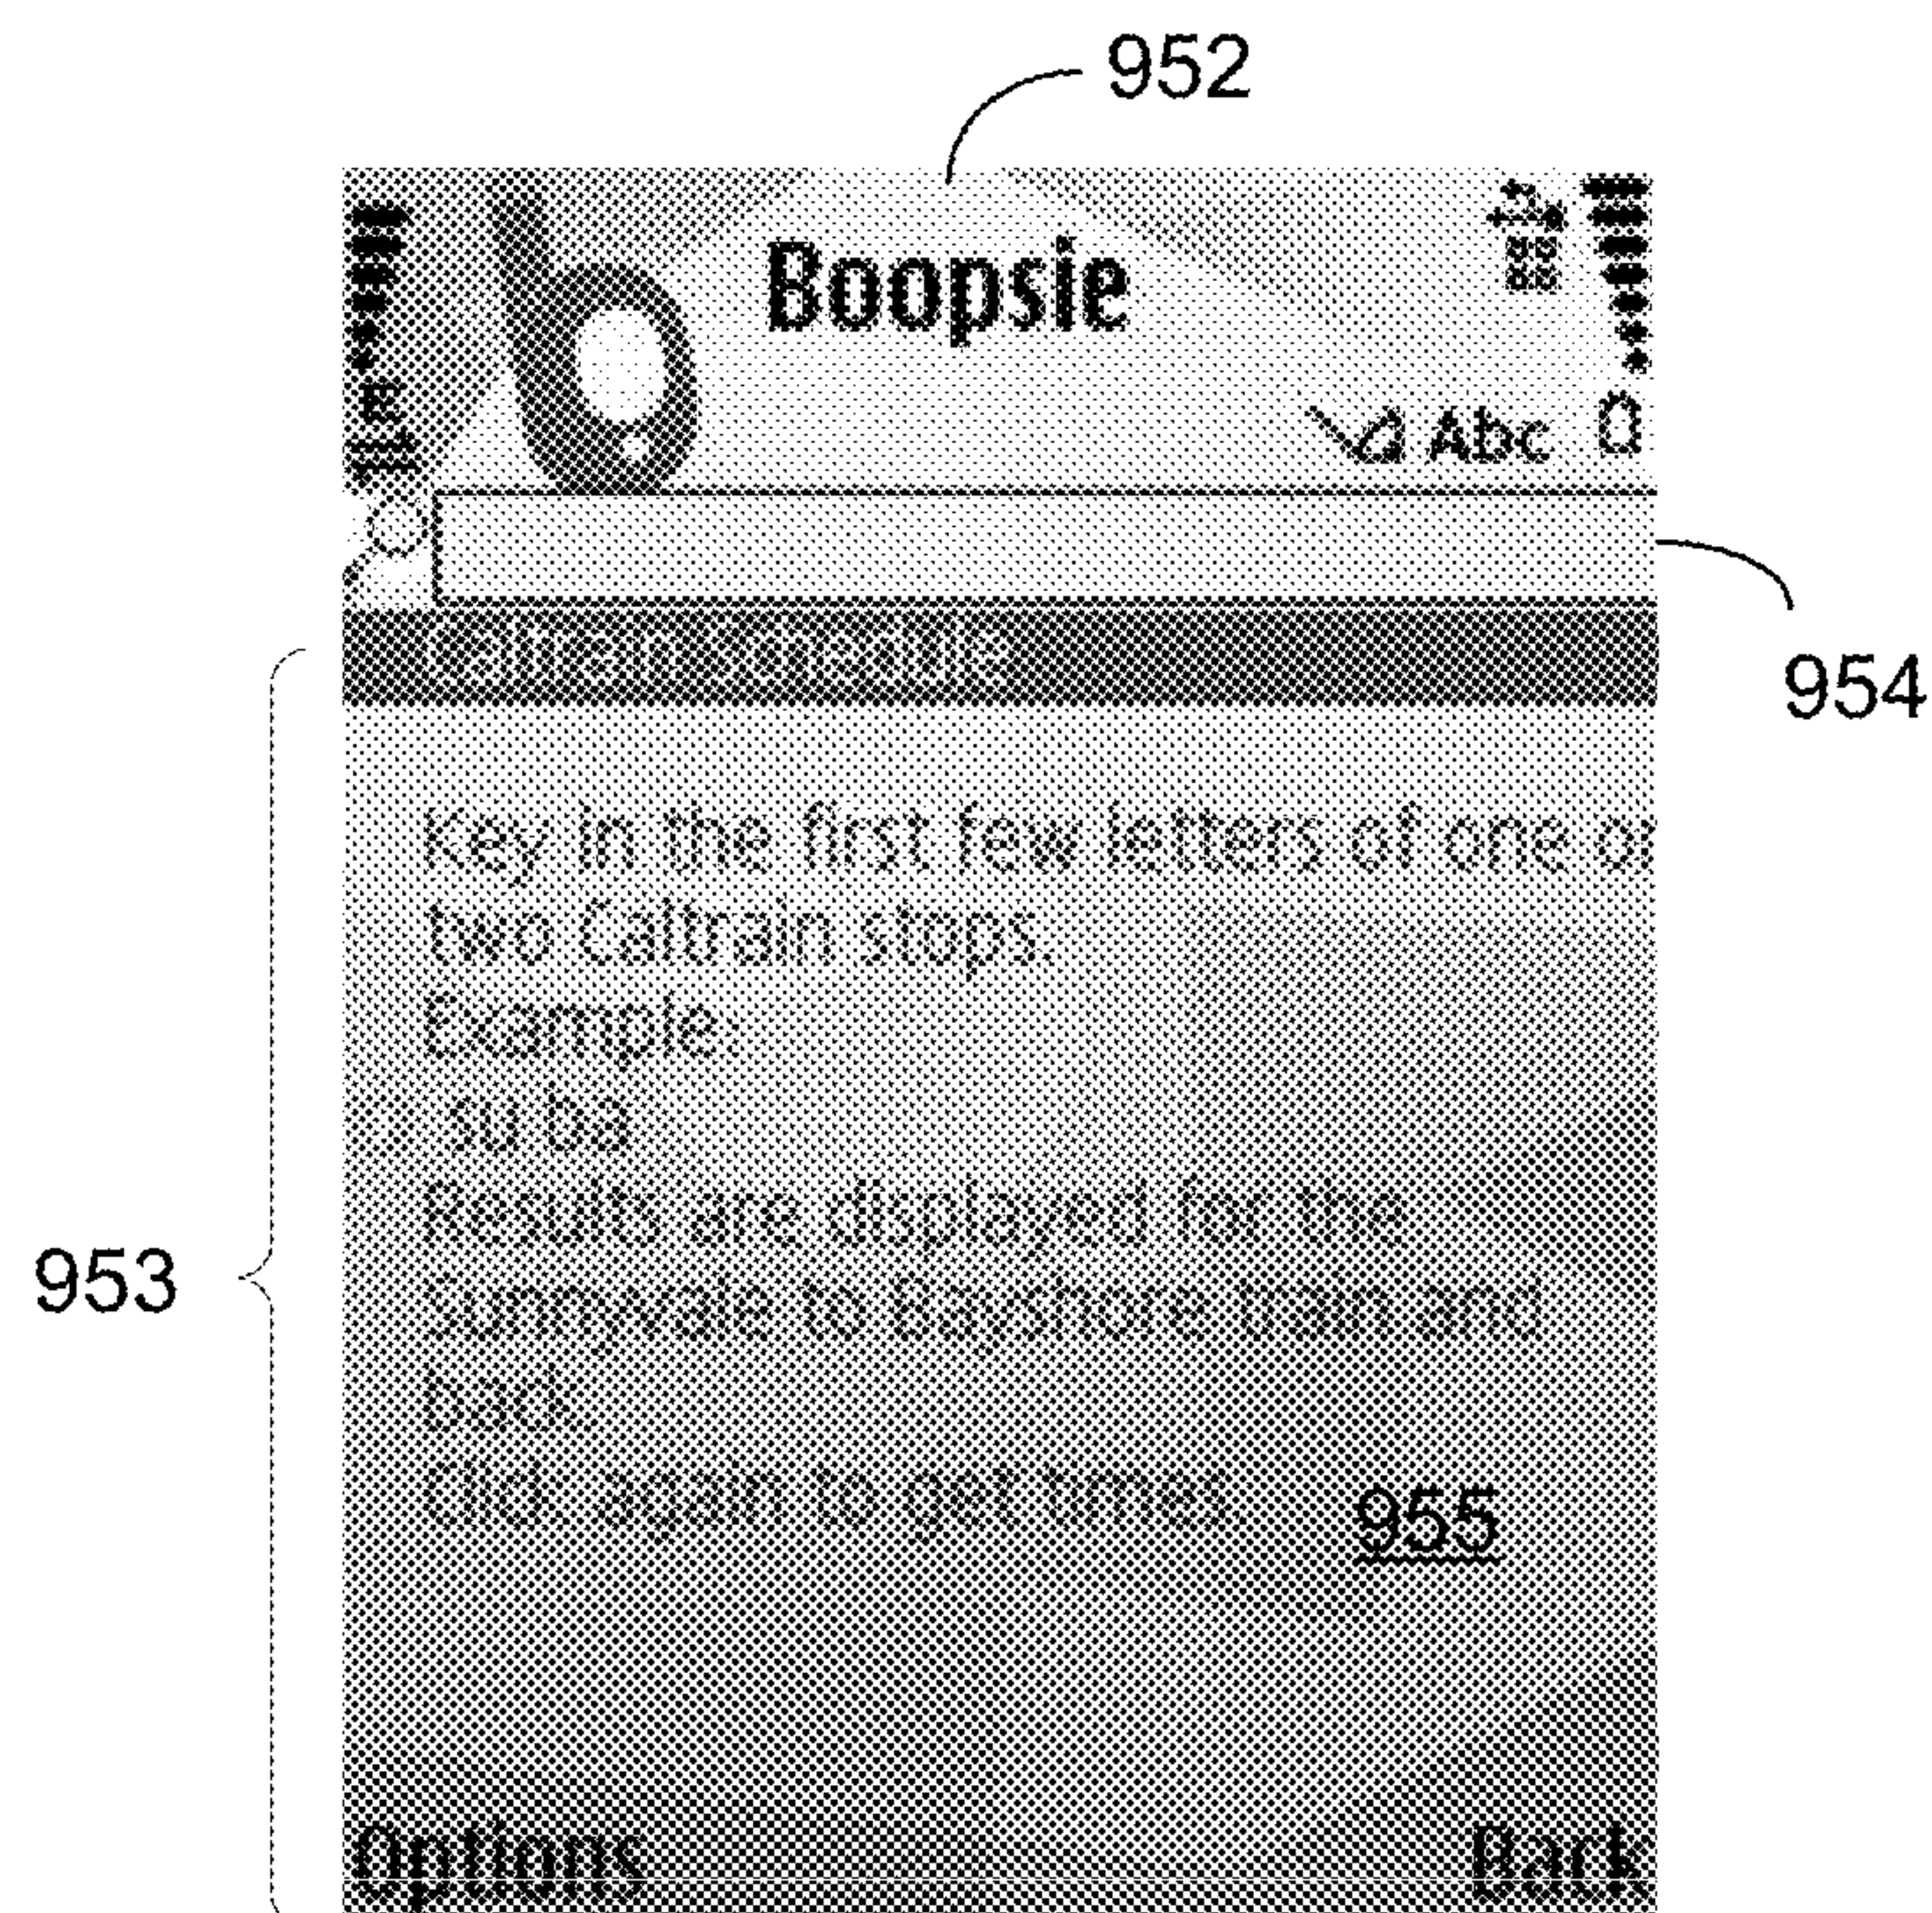 952
Boopsie
E
Abc
954
Caltrain Schedule
Key in the first few letters of one or
two Caltrain stops.
Example:
su ba
953
Results are displayed for the
Sunnyvale to Bayshore train and
back.
Click again to get times.
955
Options
Back